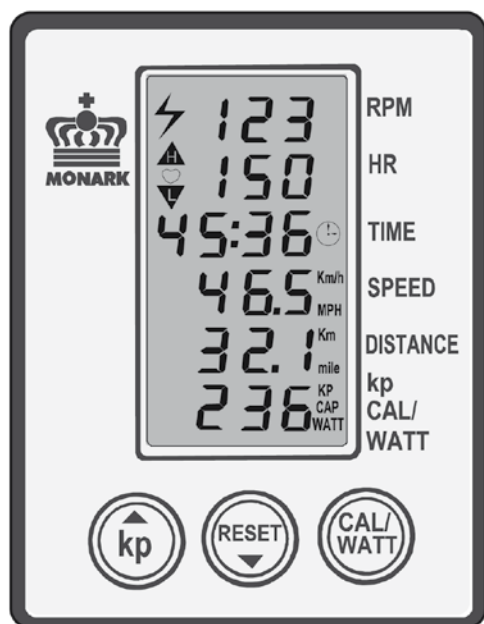 123 RPM
H
150 HR
L
MONARK
45:36 TIME
46.5 Km/h MPH SPEED
32.1 Km mile DISTANCE
236 KP CAP WATT kp CAL/ WATT
kp
RESET
CAL/
WATT